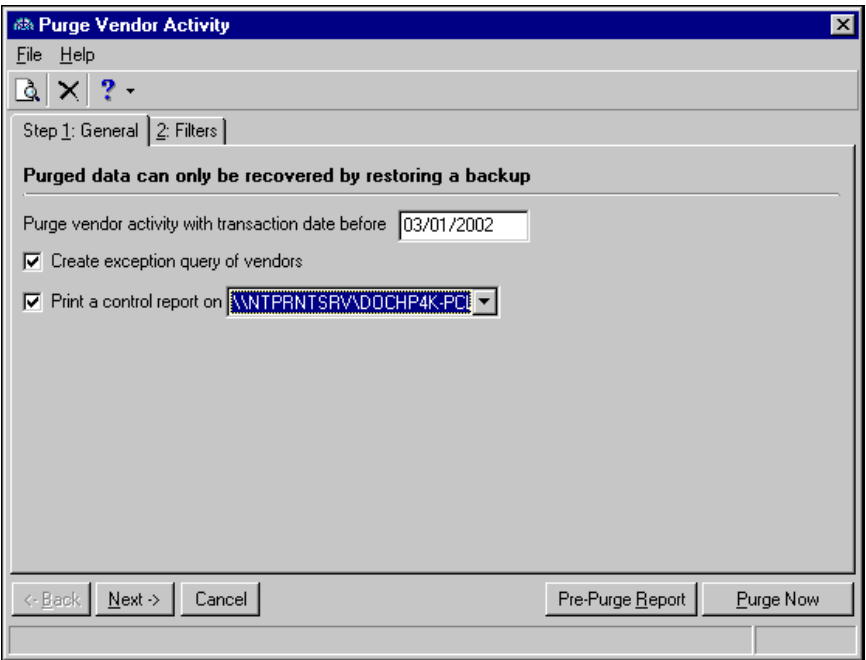 Purge Vendor Activity
File Help
?
Step 1: General 2: Filters
Purged data can only be recovered by restoring a backup
Purge vendor activity with transaction date before 03/01/2002
Create exception query of vendors
Print a control report on \\NTPRNTSRV\DOCHP4K-PCL
<- Back Next -> Cancel Pre-Purge Report Purge Now